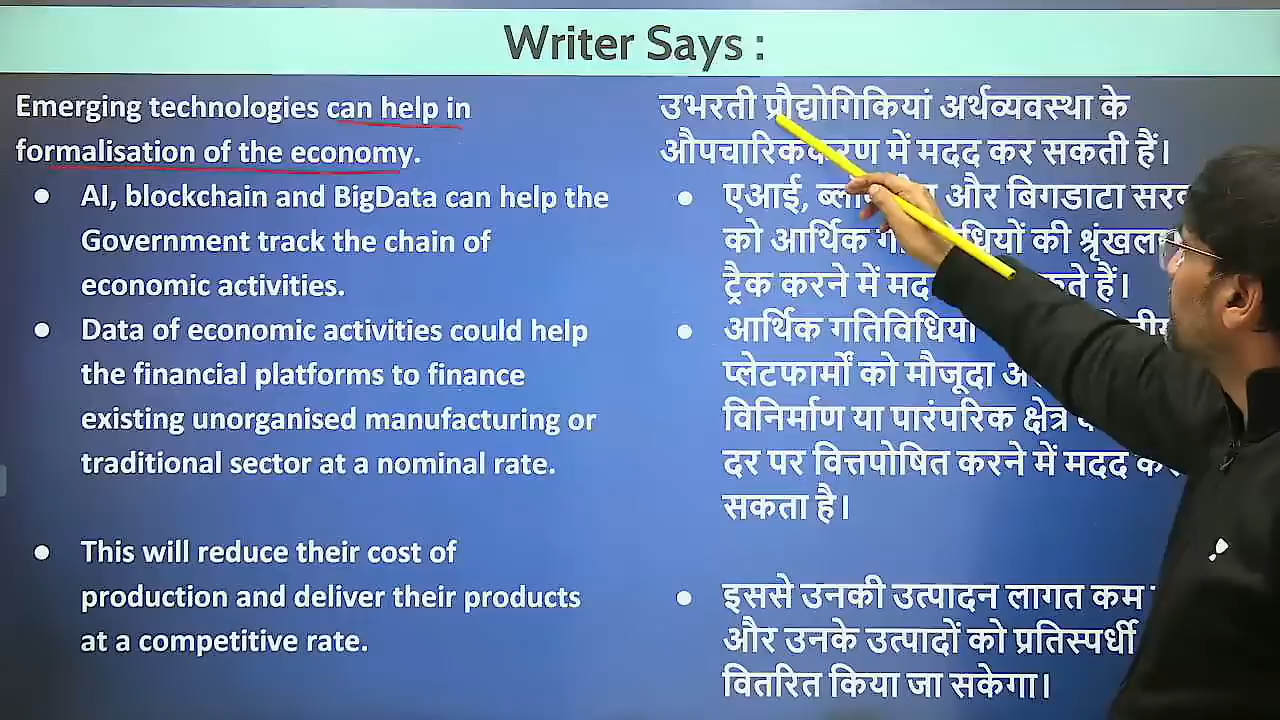 Writer Says :
Emerging technologies can help in
formalisation of the economy.
● AI, blockchain and BigData can help the
Government track the chain of
economic activities.
● Data of economic activities could help
the financial platforms to finance
existing unorganised manufacturing or
traditional sector at a nominal rate.
● This will reduce their cost of
production and deliver their products
at a competitive rate.
उभरती प्रौद्योगिकियां अर्थव्यवस्था के
औपचारिककरण में मदद कर सकती हैं।
● एआई, और बिगडाटा
को आर्थिक की
ट्रैक करने में हैं।
● आर्थिक
प्लेटफार्मों को मौजूदा
विनिर्माण या पारंपरिक क्षेत्र
दर पर वित्तपोषित करने में मदद
सकता है।
● इससे उनकी उत्पादन लागत कम
और उनके उत्पादों को प्रतिस्पर्धी
वितरित किया जा सकेगा।